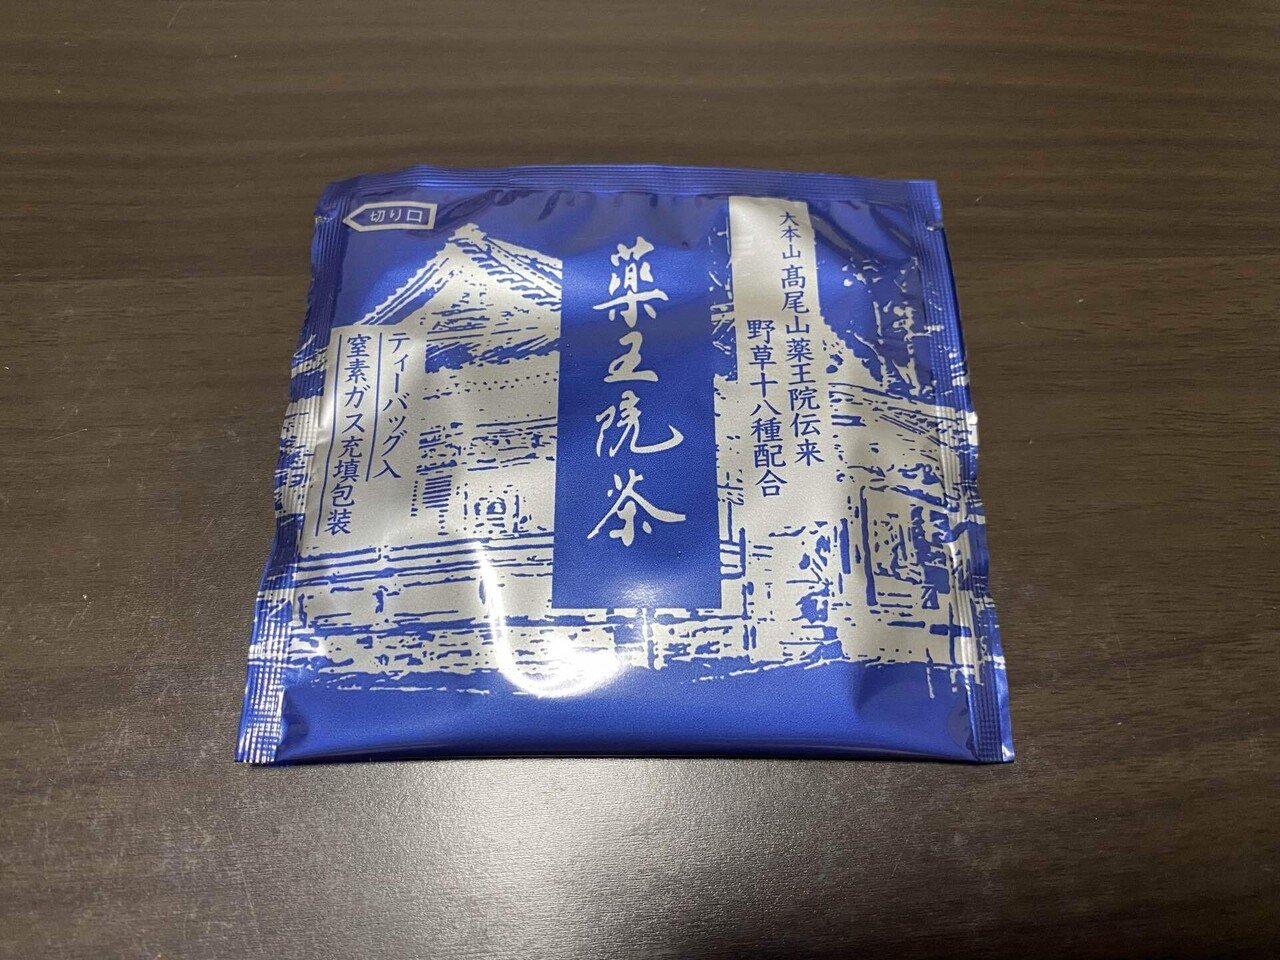 切り口
大本山 髙尾山薬王院伝来
野草十八種配合
薬王院茶
ティーバッグ入
窒素ガス充填包装